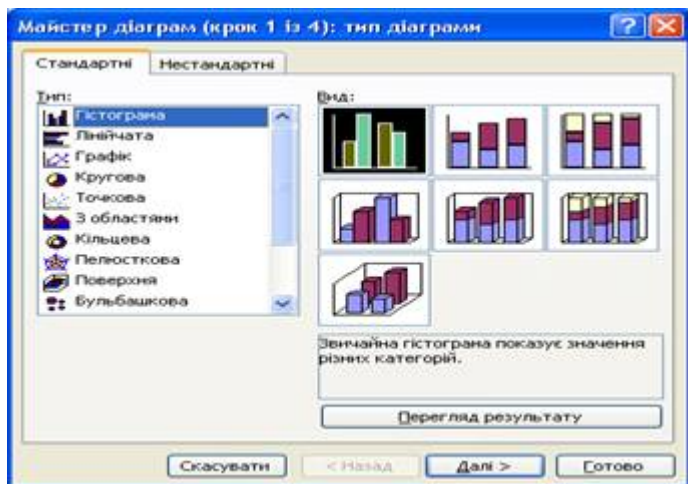 Майстер діаграм (крок 1 із 4): тип діаграми
Стандартні Нестандартні
Тип:
Гістограма
Лінійчата
Графік
Кругова
Точкова
З областями
Кільцева
Пелюсткова
Поверхня
Бульбашкова
Вид:
Звичайна гістограма показує значення
різних категорій.
Перегляд результату
Скасувати < Назад Далі > Готово